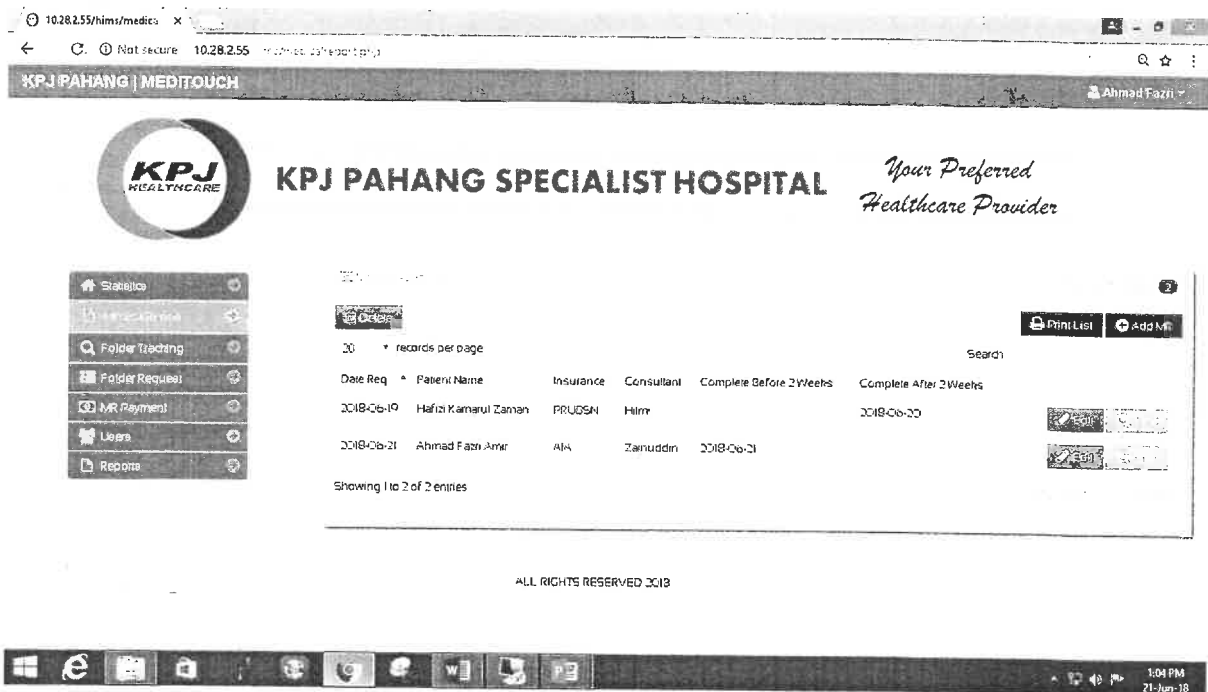 10.28.2.55/hims/medica ×
Not secure 10.28.2.55
KPJ PAHANG | MEDITOUCH
Ahmad Fazri
KPJ
HEALTHCARE
KPJ PAHANG SPECIALIST HOSPITAL
Your Preferred
Healthcare Provider
Statistics
2
Delete
Print List
Add MR
Folder Tracking
20 records per page
Search
Folder Request
Date Req Patient Name Insurance Consultant Complete Before 2 Weeks Complete After 2 Weeks
MR Payment
2018-06-19 Hafizi Kamarul Zaman PRUBSN Hilmi 2018-06-20 Edit
Users
2018-06-21 Ahmad Fazri Amir AIA Zainuddin 2018-06-21 Edit
Reports
Showing 1 to 2 of 2 entries
ALL RIGHTS RESERVED 2018
1:04 PM
21-Jun-18